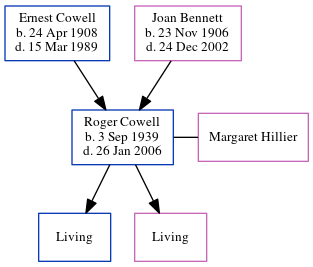 Ernest Cowell
b. 24 Apr 1908
d. 15 Mar 1989
Joan Bennett
b. 23 Nov 1906
d. 24 Dec 2002
Roger Cowell
b. 3 Sep 1939
d. 26 Jan 2006
Margaret Hillier
Living
Living